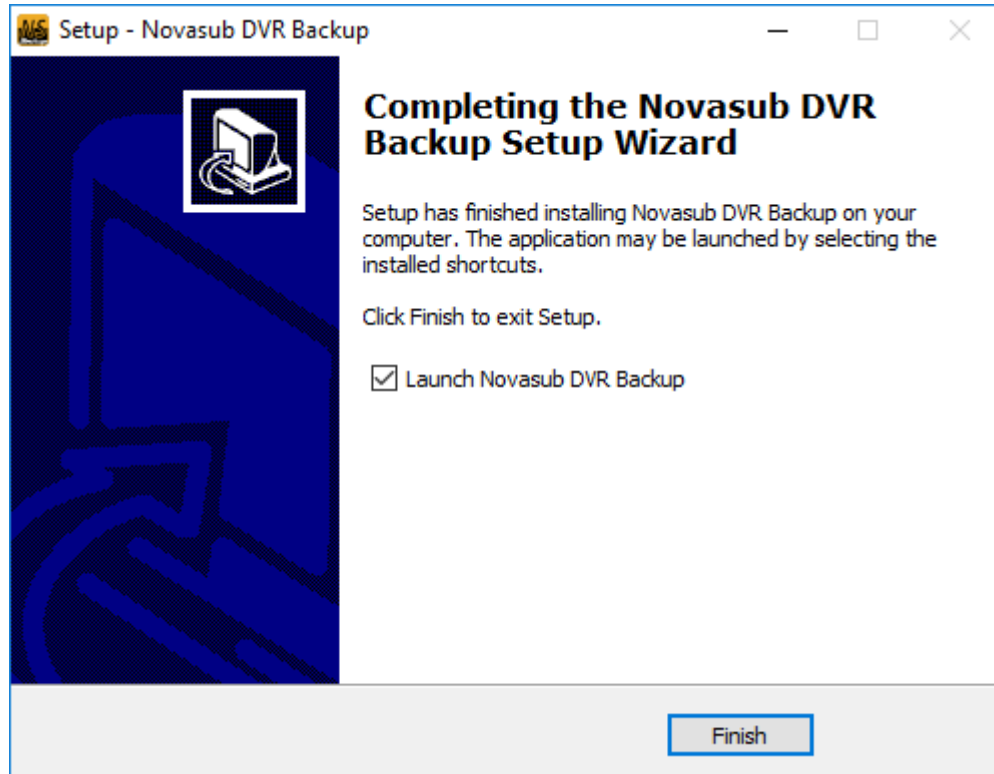 Setup - Novasub DVR Backup
Completing the Novasub DVR
Backup Setup Wizard
Setup has finished installing Novasub DVR Backup on your
computer. The application may be launched by selecting the
installed shortcuts.
Click Finish to exit Setup.
Launch Novasub DVR Backup
Finish